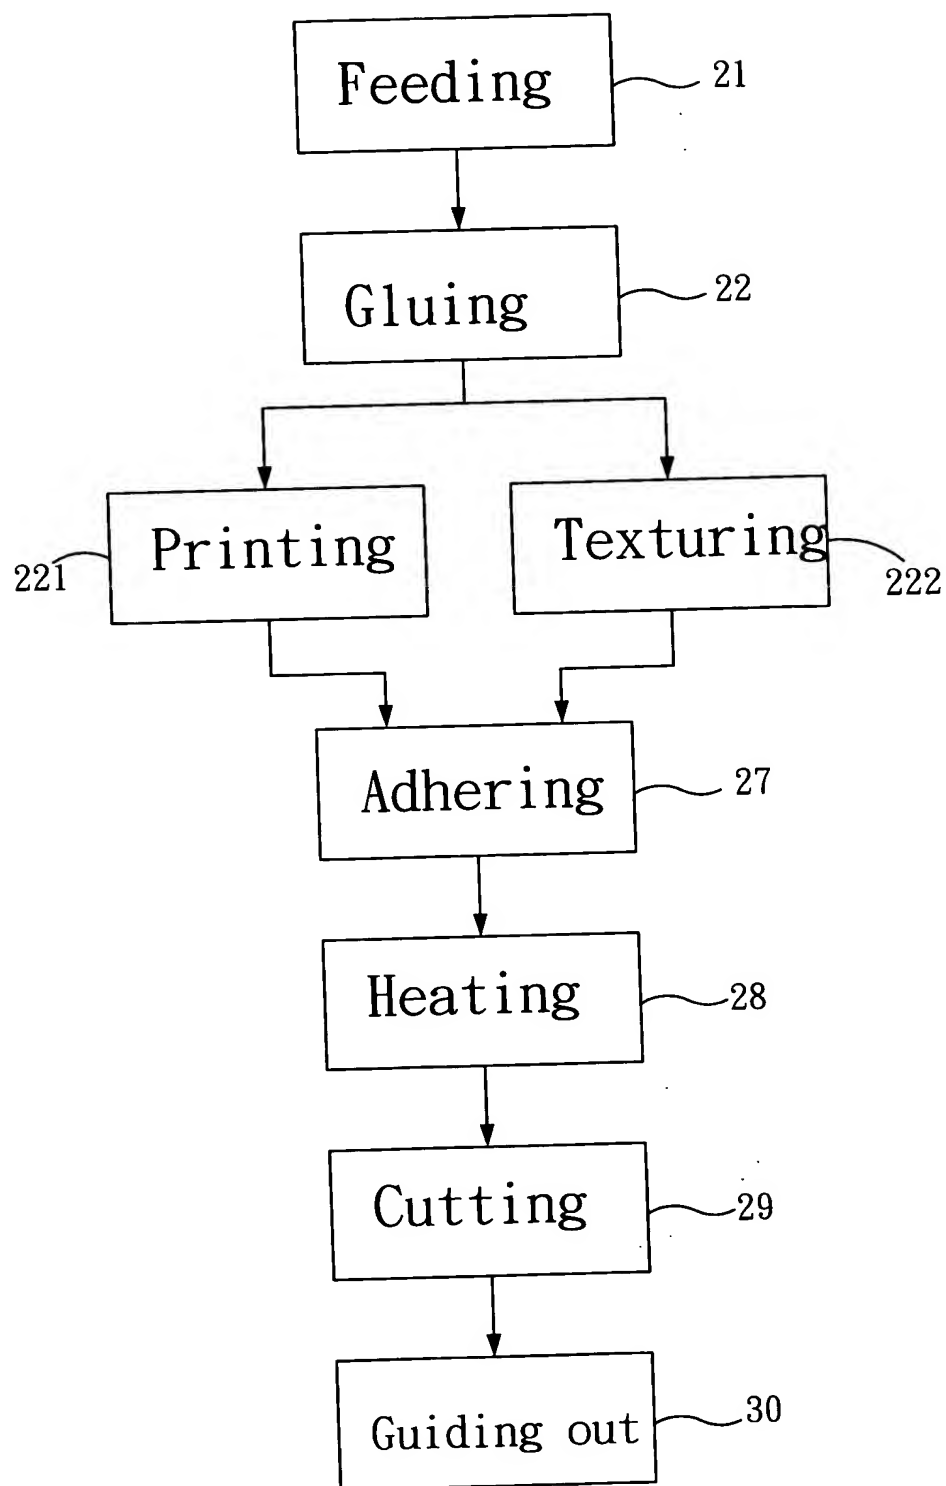 Feeding 21
Gluing 22
Printing Texturing
221 222
Adhering 27
Heating 28
Cutting 29
Guiding out 30